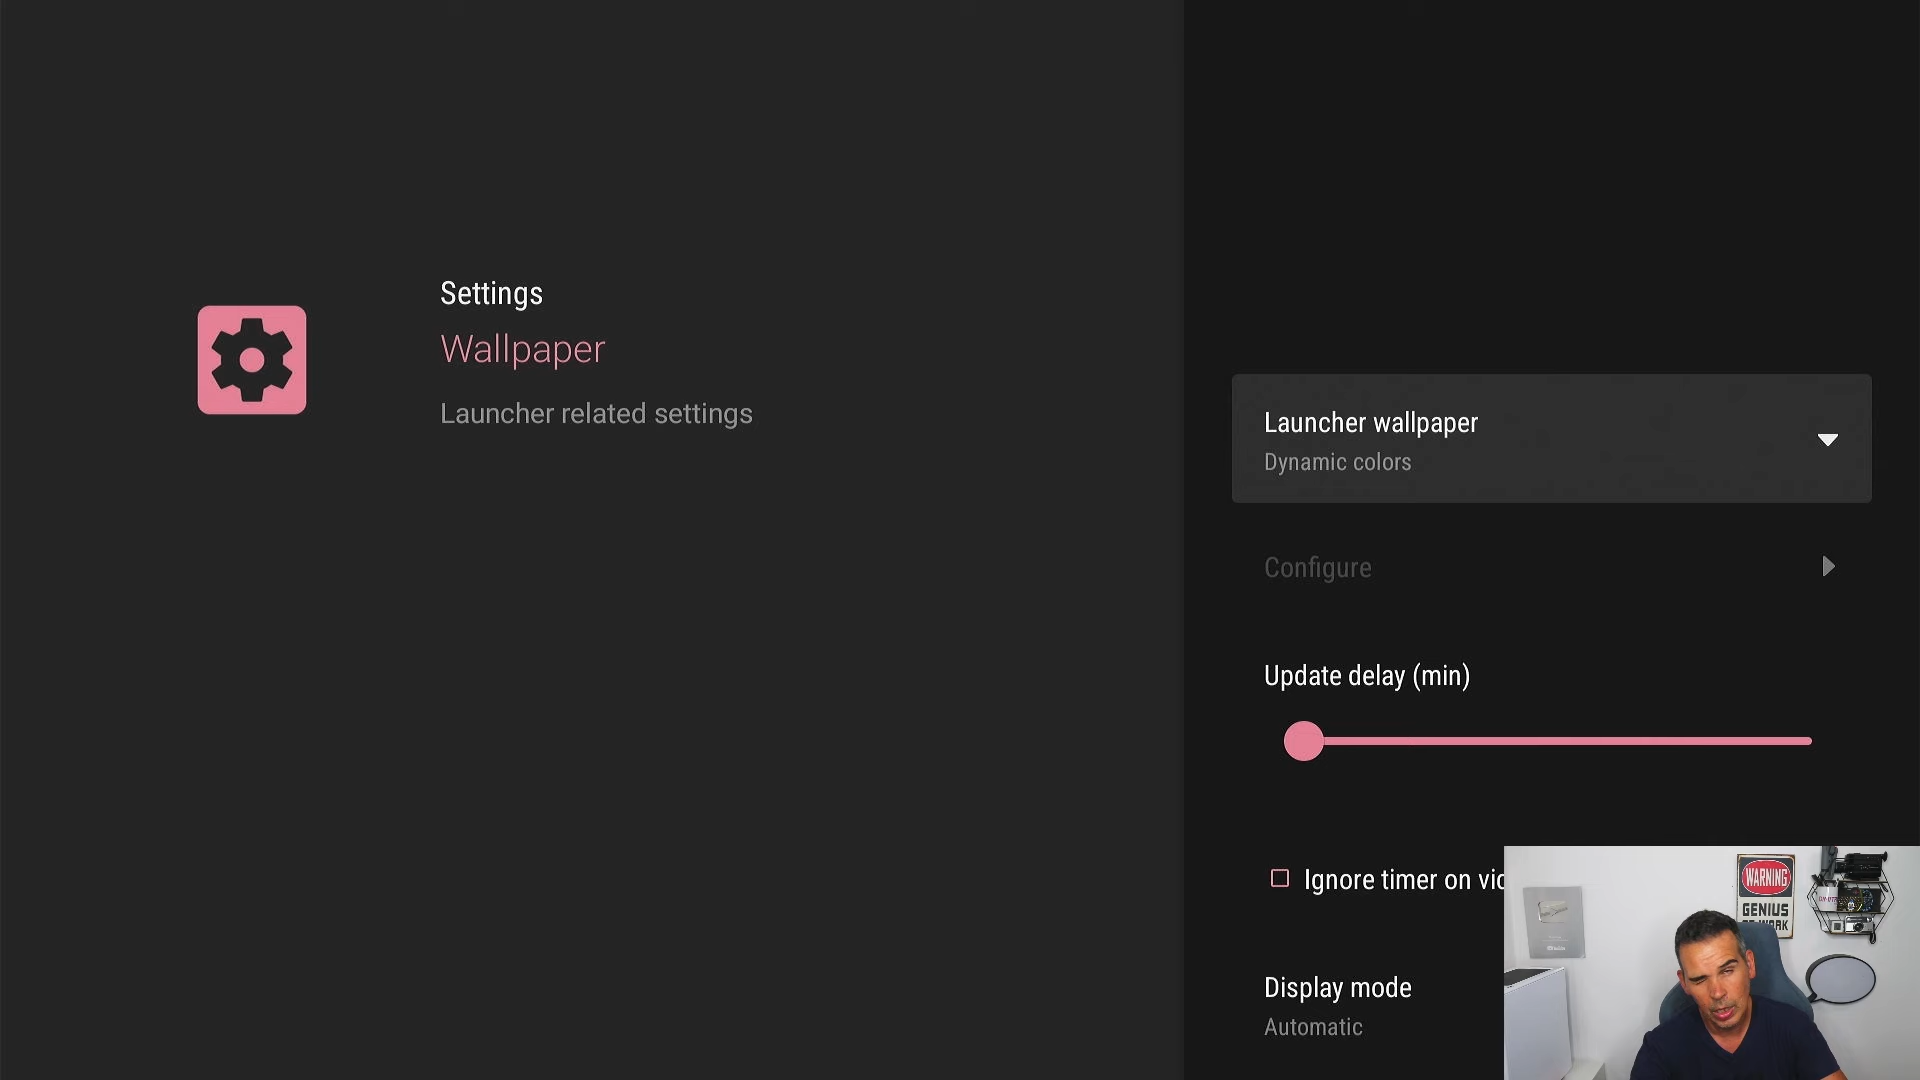 Settings
Wallpaper
Launcher related settings
Launcher wallpaper
Dynamic colors
Configure
Update delay (min)
Ignore timer on vid
Display mode
Automatic
WARNING
GENIUS